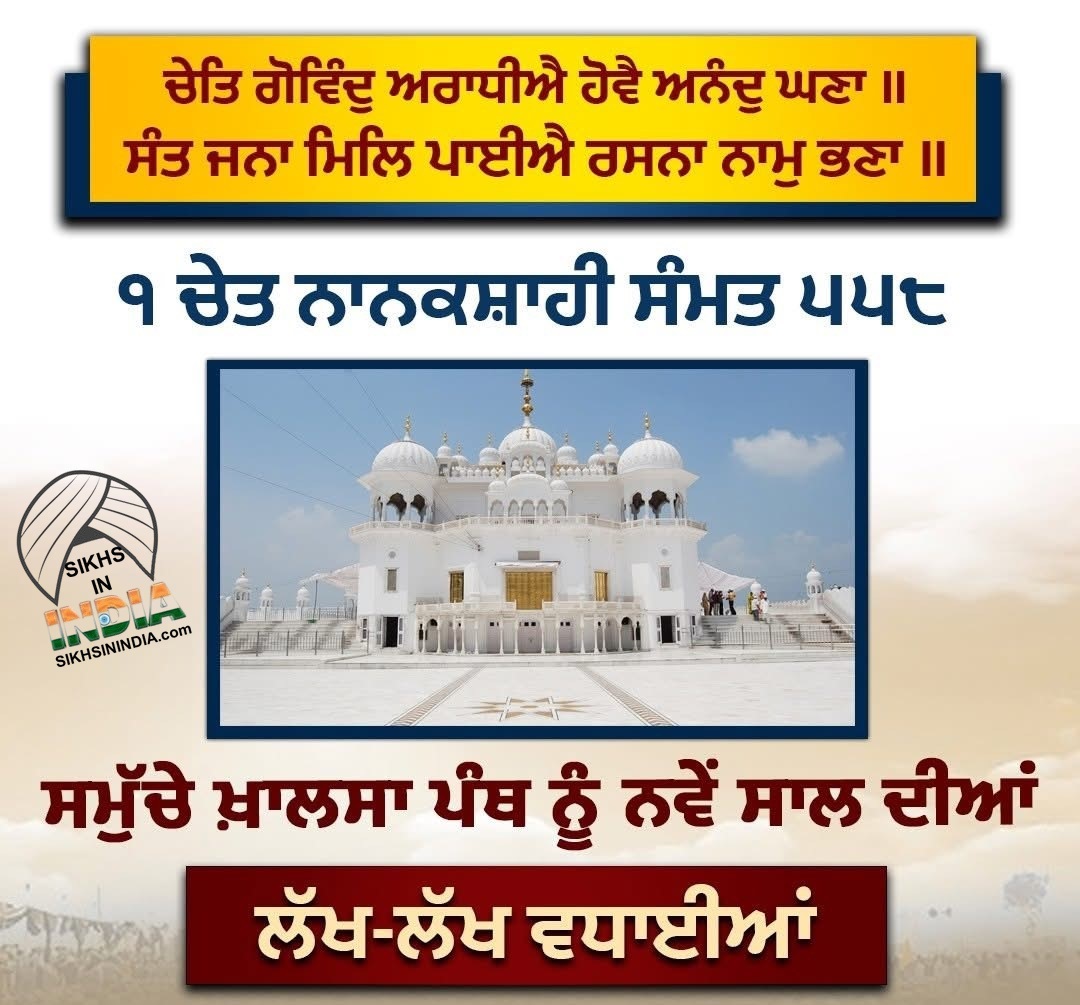 ਚੇਤਿ ਗੋਵਿੰਦੁ ਅਰਾਧੀਐ ਹੋਵੈ ਅਨੰਦੁ ਘਣਾ ॥
ਸੰਤ ਜਨਾ ਮਿਲਿ ਪਾਈਐ ਰਸਨਾ ਨਾਮੁ ਭਣਾ ॥
੧ ਚੇਤ ਨਾਨਕਸ਼ਾਹੀ ਸੰਮਤ ੫੫੮
SIKHS
IN
INDIA
SIKHSININDIA.com
ਸਮੁੱਚੇ ਖ਼ਾਲਸਾ ਪੰਥ ਨੂੰ ਨਵੇਂ ਸਾਲ ਦੀਆਂ
ਲੱਖ-ਲੱਖ ਵਧਾਈਆਂ